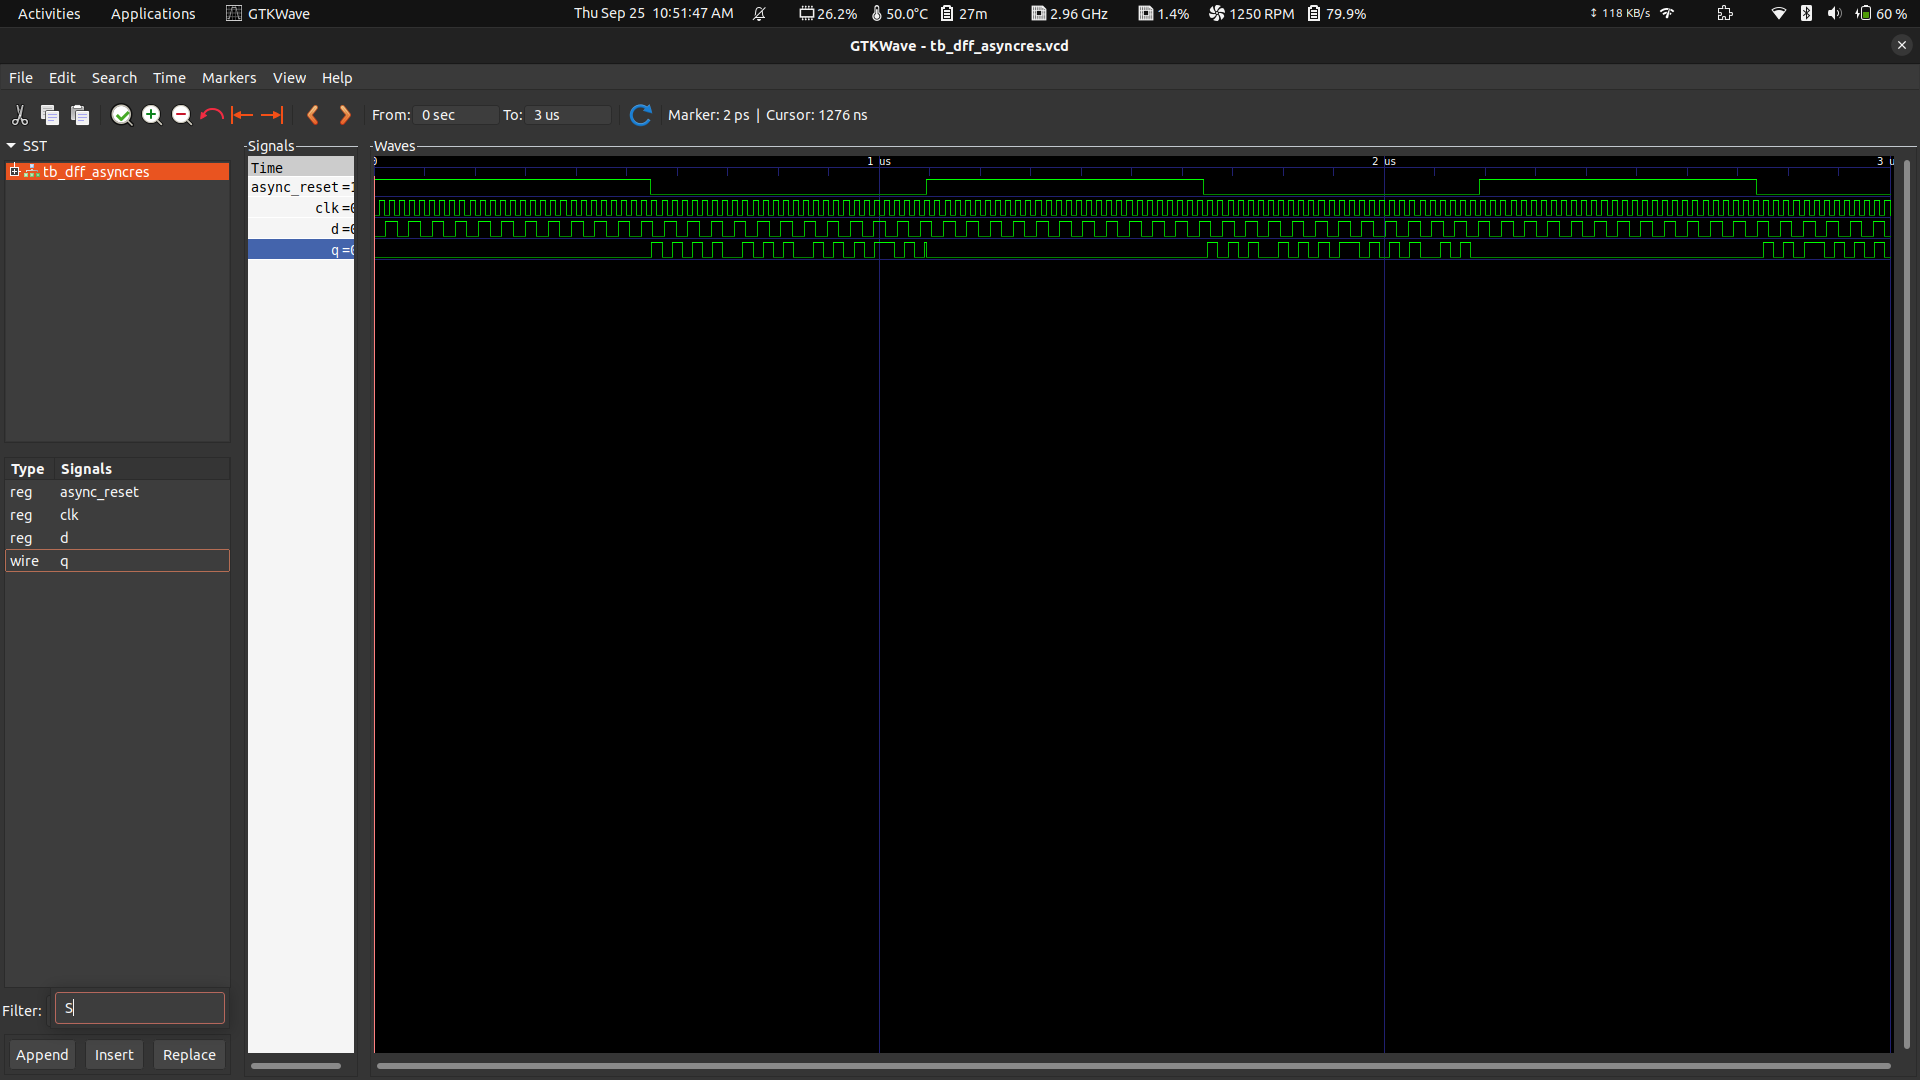 Activities Applications GTKWave Thu Sep 25 10:51:47 AM 26.2% 50.0°C 27m 2.96 GHz 1.4% 1250 RPM 79.9% 118 KB/s 60 %
GTKWave - tb_dff_asyncres.vcd
File Edit Search Time Markers View Help
From: 0 sec To: 3 us Marker: 2 ps | Cursor: 1276 ns
SST
tb_dff_asyncres
Type Signals
reg async_reset
reg clk
reg d
wire q
Filter: S
Append Insert Replace
Signals
Time
async_reset =1
clk =0
d =0
q =0
Waves
0 1 us 2 us 3 u